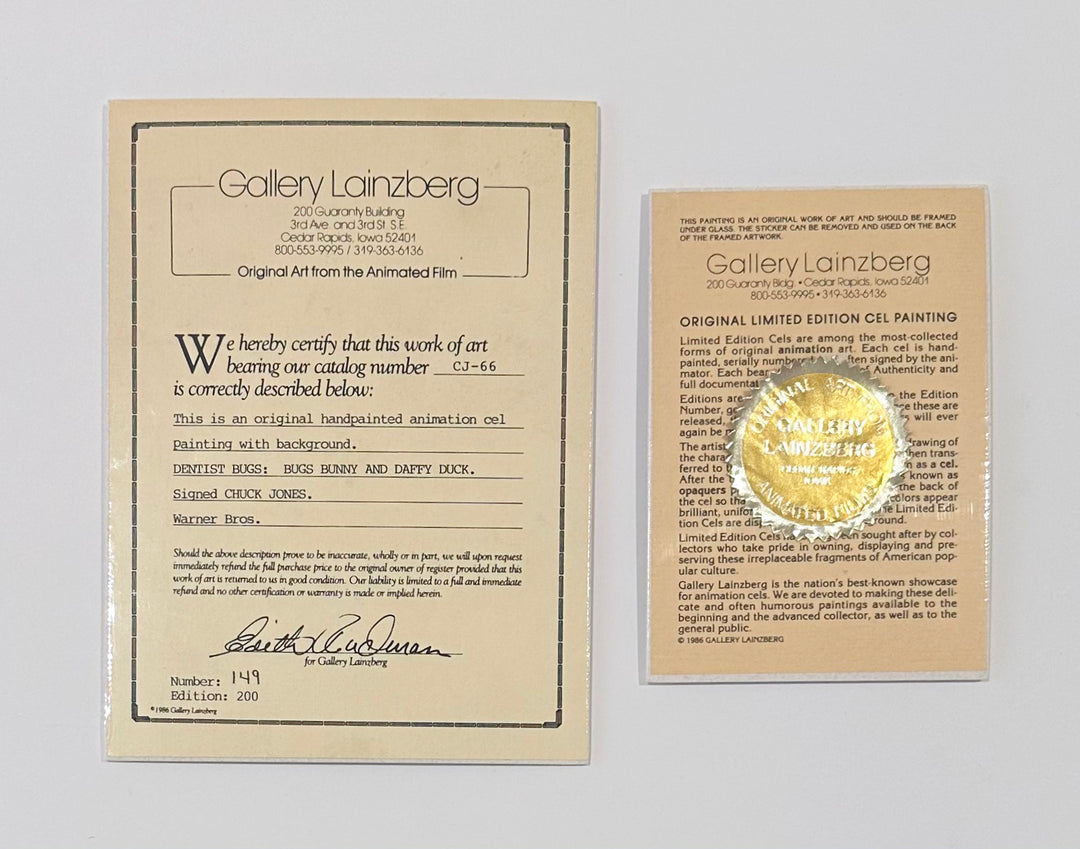 Gallery Lainzberg
200 Guaranty Building
3rd Ave. and 3rd St. S.E.
Cedar Rapids, Iowa 52401
800-553-9995 / 319-363-6136
Original Art from the Animated Film
We hereby certify that this work of art
bearing our catalog number CJ-66
is correctly described below:
This is an original handpainted animation cel
painting with background.
DENTIST BUGS: BUGS BUNNY AND DAFFY DUCK.
Signed CHUCK JONES.
Warner Bros.
Should the above description prove to be inaccurate, wholly or in part, we will upon request
immediately refund the full purchase price to the original owner of register provided that this
work of art is returned to us in good condition. Our liability is limited to a full and immediate
refund and no other certification or warranty is made or implied herein.
for Gallery Lainzberg
Number: 149
Edition: 200
© 1986 Gallery Lainzberg
THIS PAINTING IS AN ORIGINAL WORK OF ART AND SHOULD BE FRAMED
UNDER GLASS. THE STICKER CAN BE REMOVED AND USED ON THE BACK
OF THE FRAMED ARTWORK.
Gallery Lainzberg
200 Guaranty Bldg. • Cedar Rapids, Iowa 52401
800-553-9995 • 319-363-6136
ORIGINAL LIMITED EDITION CEL PAINTING
Limited Edition Cels are among the most-collected
forms of original animation art. Each cel is hand-
painted, serially signed by the ani-
mator. Each Authenticity and
full
Editions are the Edition
Number, these are
released, will ever
again be
The artist drawing of
the trans-
ferred to as a cel.
After the known as
opaquers the back of
the cel so colors appear
brilliant, Limited Edi-
tion Cels are
Limited Edition Cels sought after by col-
lectors who take pride in owning, displaying and pre-
serving these irreplaceable fragments of American pop-
ular culture.
Gallery Lainzberg is the nation's best-known showcase
for animation cels. We are devoted to making these deli-
cate and often humorous paintings available to the
beginning and the advanced collector, as well as to the
general public.
© 1986 GALLERY LAINZBERG
ORIGINAL ART
GALLERY
LAINZBERG
CEDAR RAPIDS
IOWA
ANIMATED FILM